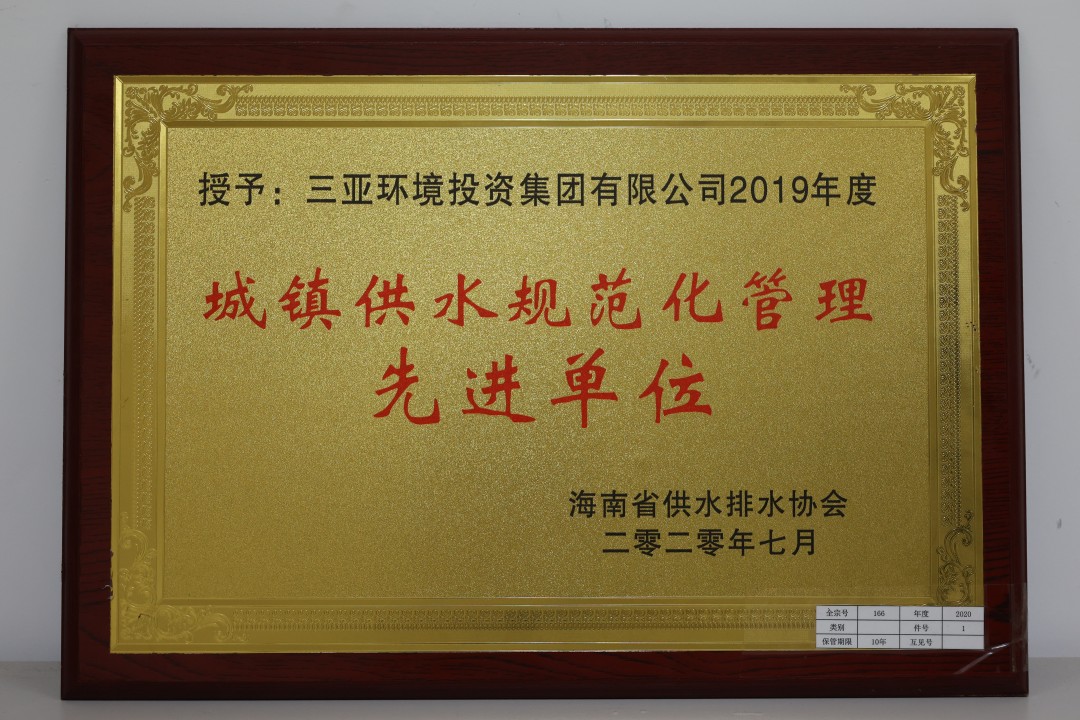 授予：三亚环境投资集团有限公司2019年度
城镇供水规范化管理
先进单位
海南省供水排水协会
二零二零年七月
全宗号 166 年度 2020
类别 件号 1
保管期限 10年 互见号